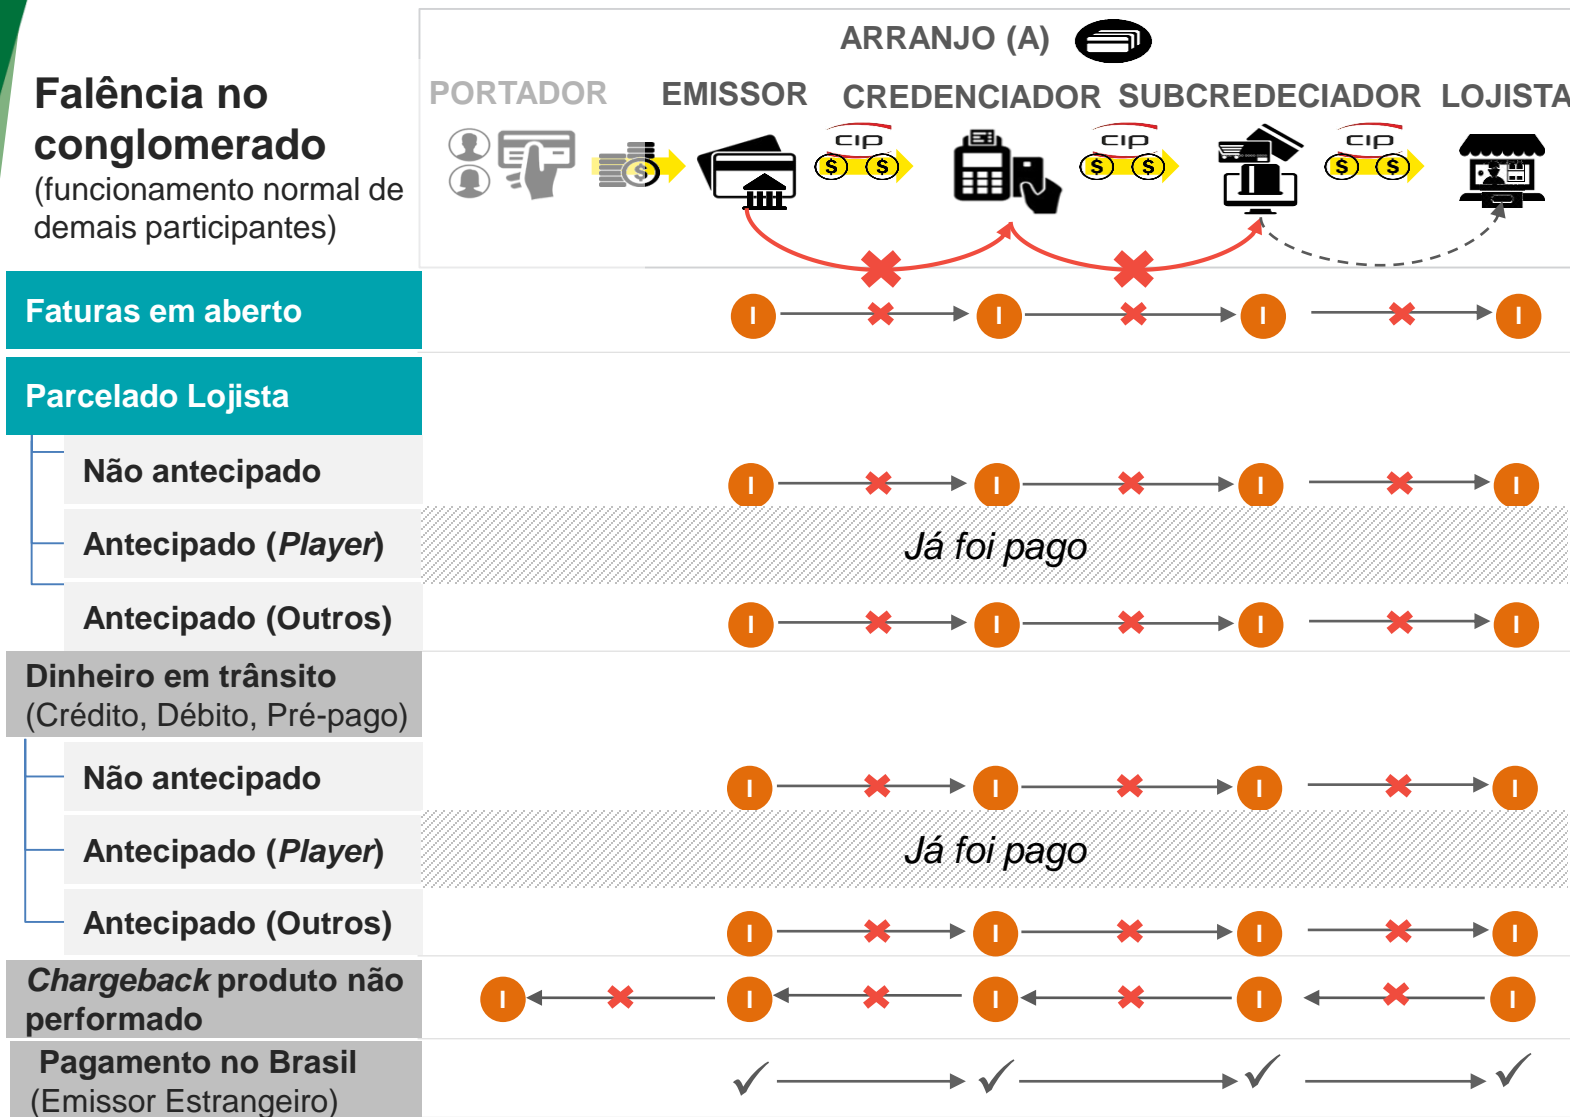 ARRANJO (A)
Falência no
conglomerado
(funcionamento normal de
demais participantes)
PORTADOR EMISSOR CREDENCIADOR SUBCREDECIADOR LOJISTA
CIP CIP CIP
$ $ $ $ $ $ $
Faturas em aberto
I I I I
Parcelado Lojista
Não antecipado
I I I I
Antecipado (Player)
Já foi pago
Antecipado (Outros)
I I I I
Dinheiro em trânsito
(Crédito, Débito, Pré-pago)
Não antecipado
I I I I
Antecipado (Player)
Já foi pago
Antecipado (Outros)
I I I I
Chargeback produto não
performado
I I I I I
Pagamento no Brasil
(Emissor Estrangeiro)